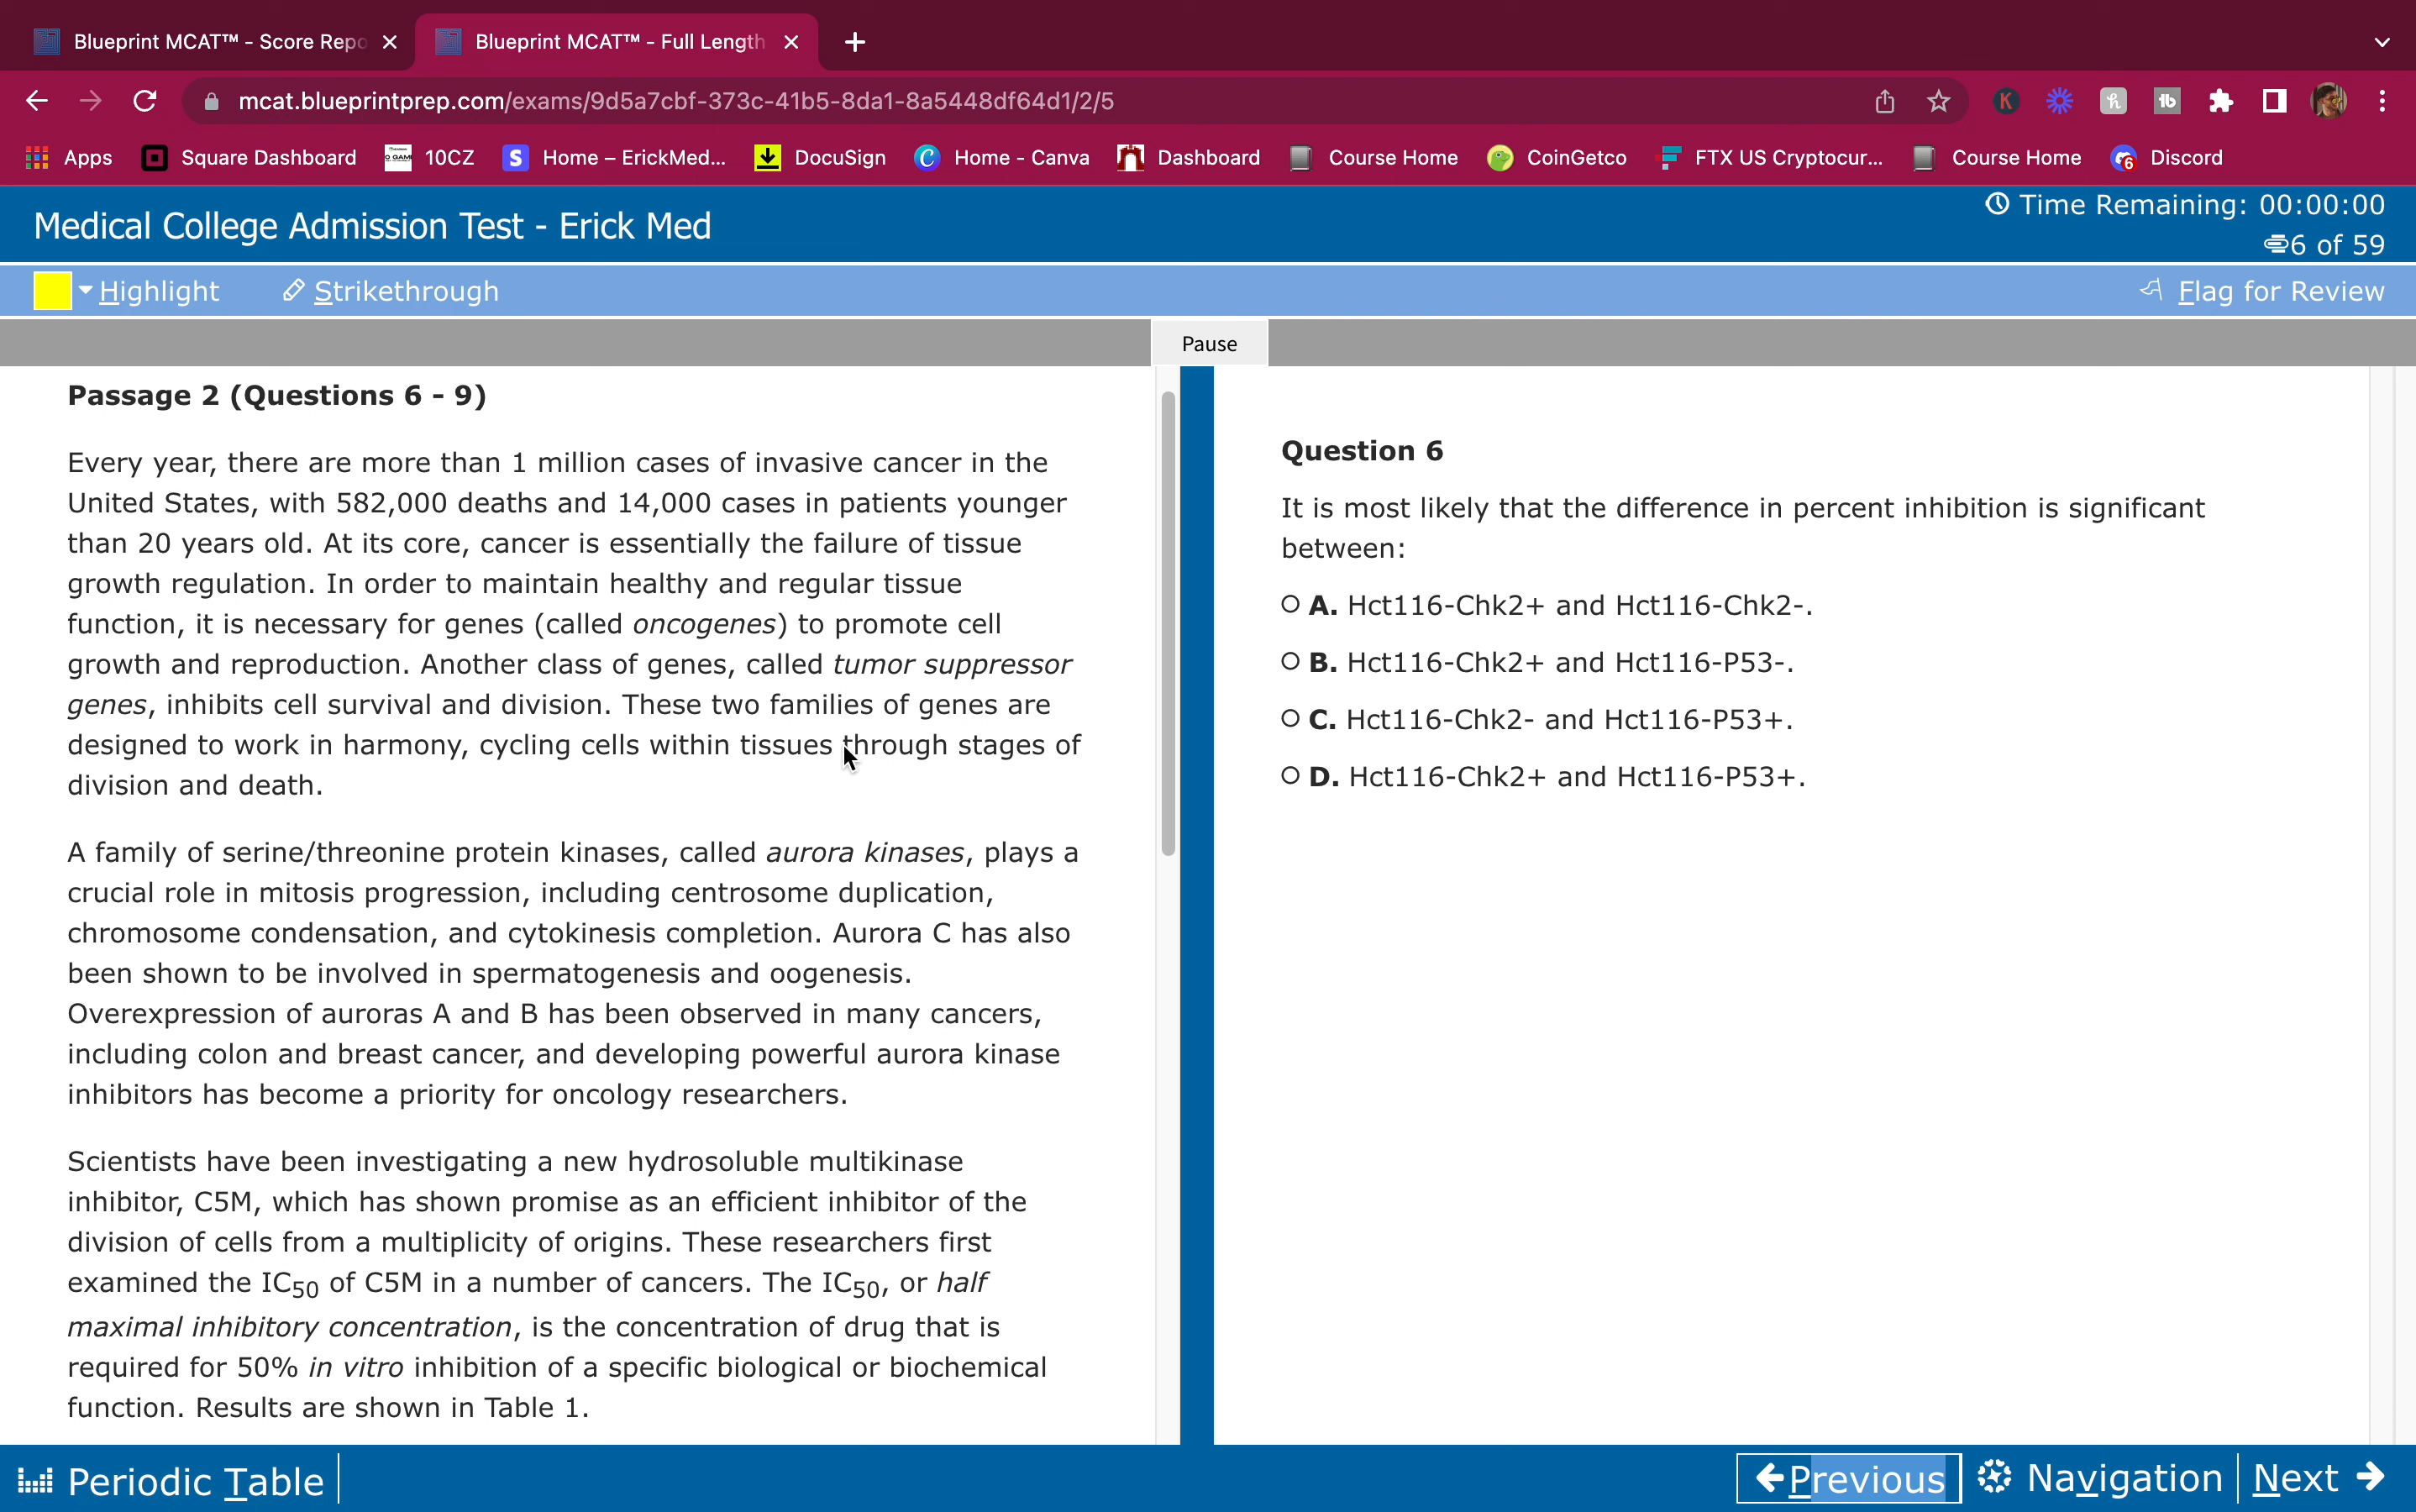 Blueprint MCAT™ - Score Repo
Blueprint MCAT™ - Full Length
mcat.blueprintprep.com/exams/9d5a7cbf-373c-41b5-8da1-8a5448df64d1/2/5
Apps
Square Dashboard
10CZ
Home – ErickMed...
DocuSign
Home - Canva
Dashboard
Course Home
CoinGetco
FTX US Cryptocur...
Course Home
Discord
Medical College Admission Test - Erick Med
Time Remaining: 00:00:00
6 of 59
Highlight
Strikethrough
Flag for Review
Pause
Passage 2 (Questions 6 - 9)
Every year, there are more than 1 million cases of invasive cancer in the
United States, with 582,000 deaths and 14,000 cases in patients younger
than 20 years old. At its core, cancer is essentially the failure of tissue
growth regulation. In order to maintain healthy and regular tissue
function, it is necessary for genes (called oncogenes) to promote cell
growth and reproduction. Another class of genes, called tumor suppressor
genes, inhibits cell survival and division. These two families of genes are
designed to work in harmony, cycling cells within tissues through stages of
division and death.
A family of serine/threonine protein kinases, called aurora kinases, plays a
crucial role in mitosis progression, including centrosome duplication,
chromosome condensation, and cytokinesis completion. Aurora C has also
been shown to be involved in spermatogenesis and oogenesis.
Overexpression of auroras A and B has been observed in many cancers,
including colon and breast cancer, and developing powerful aurora kinase
inhibitors has become a priority for oncology researchers.
Scientists have been investigating a new hydrosoluble multikinase
inhibitor, C5M, which has shown promise as an efficient inhibitor of the
division of cells from a multiplicity of origins. These researchers first
examined the IC50 of C5M in a number of cancers. The IC50, or half
maximal inhibitory concentration, is the concentration of drug that is
required for 50% in vitro inhibition of a specific biological or biochemical
function. Results are shown in Table 1.
Question 6
It is most likely that the difference in percent inhibition is significant
between:
A. Hct116-Chk2+ and Hct116-Chk2-.
B. Hct116-Chk2+ and Hct116-P53-.
C. Hct116-Chk2- and Hct116-P53+.
D. Hct116-Chk2+ and Hct116-P53+.
Periodic Table
Previous
Navigation
Next